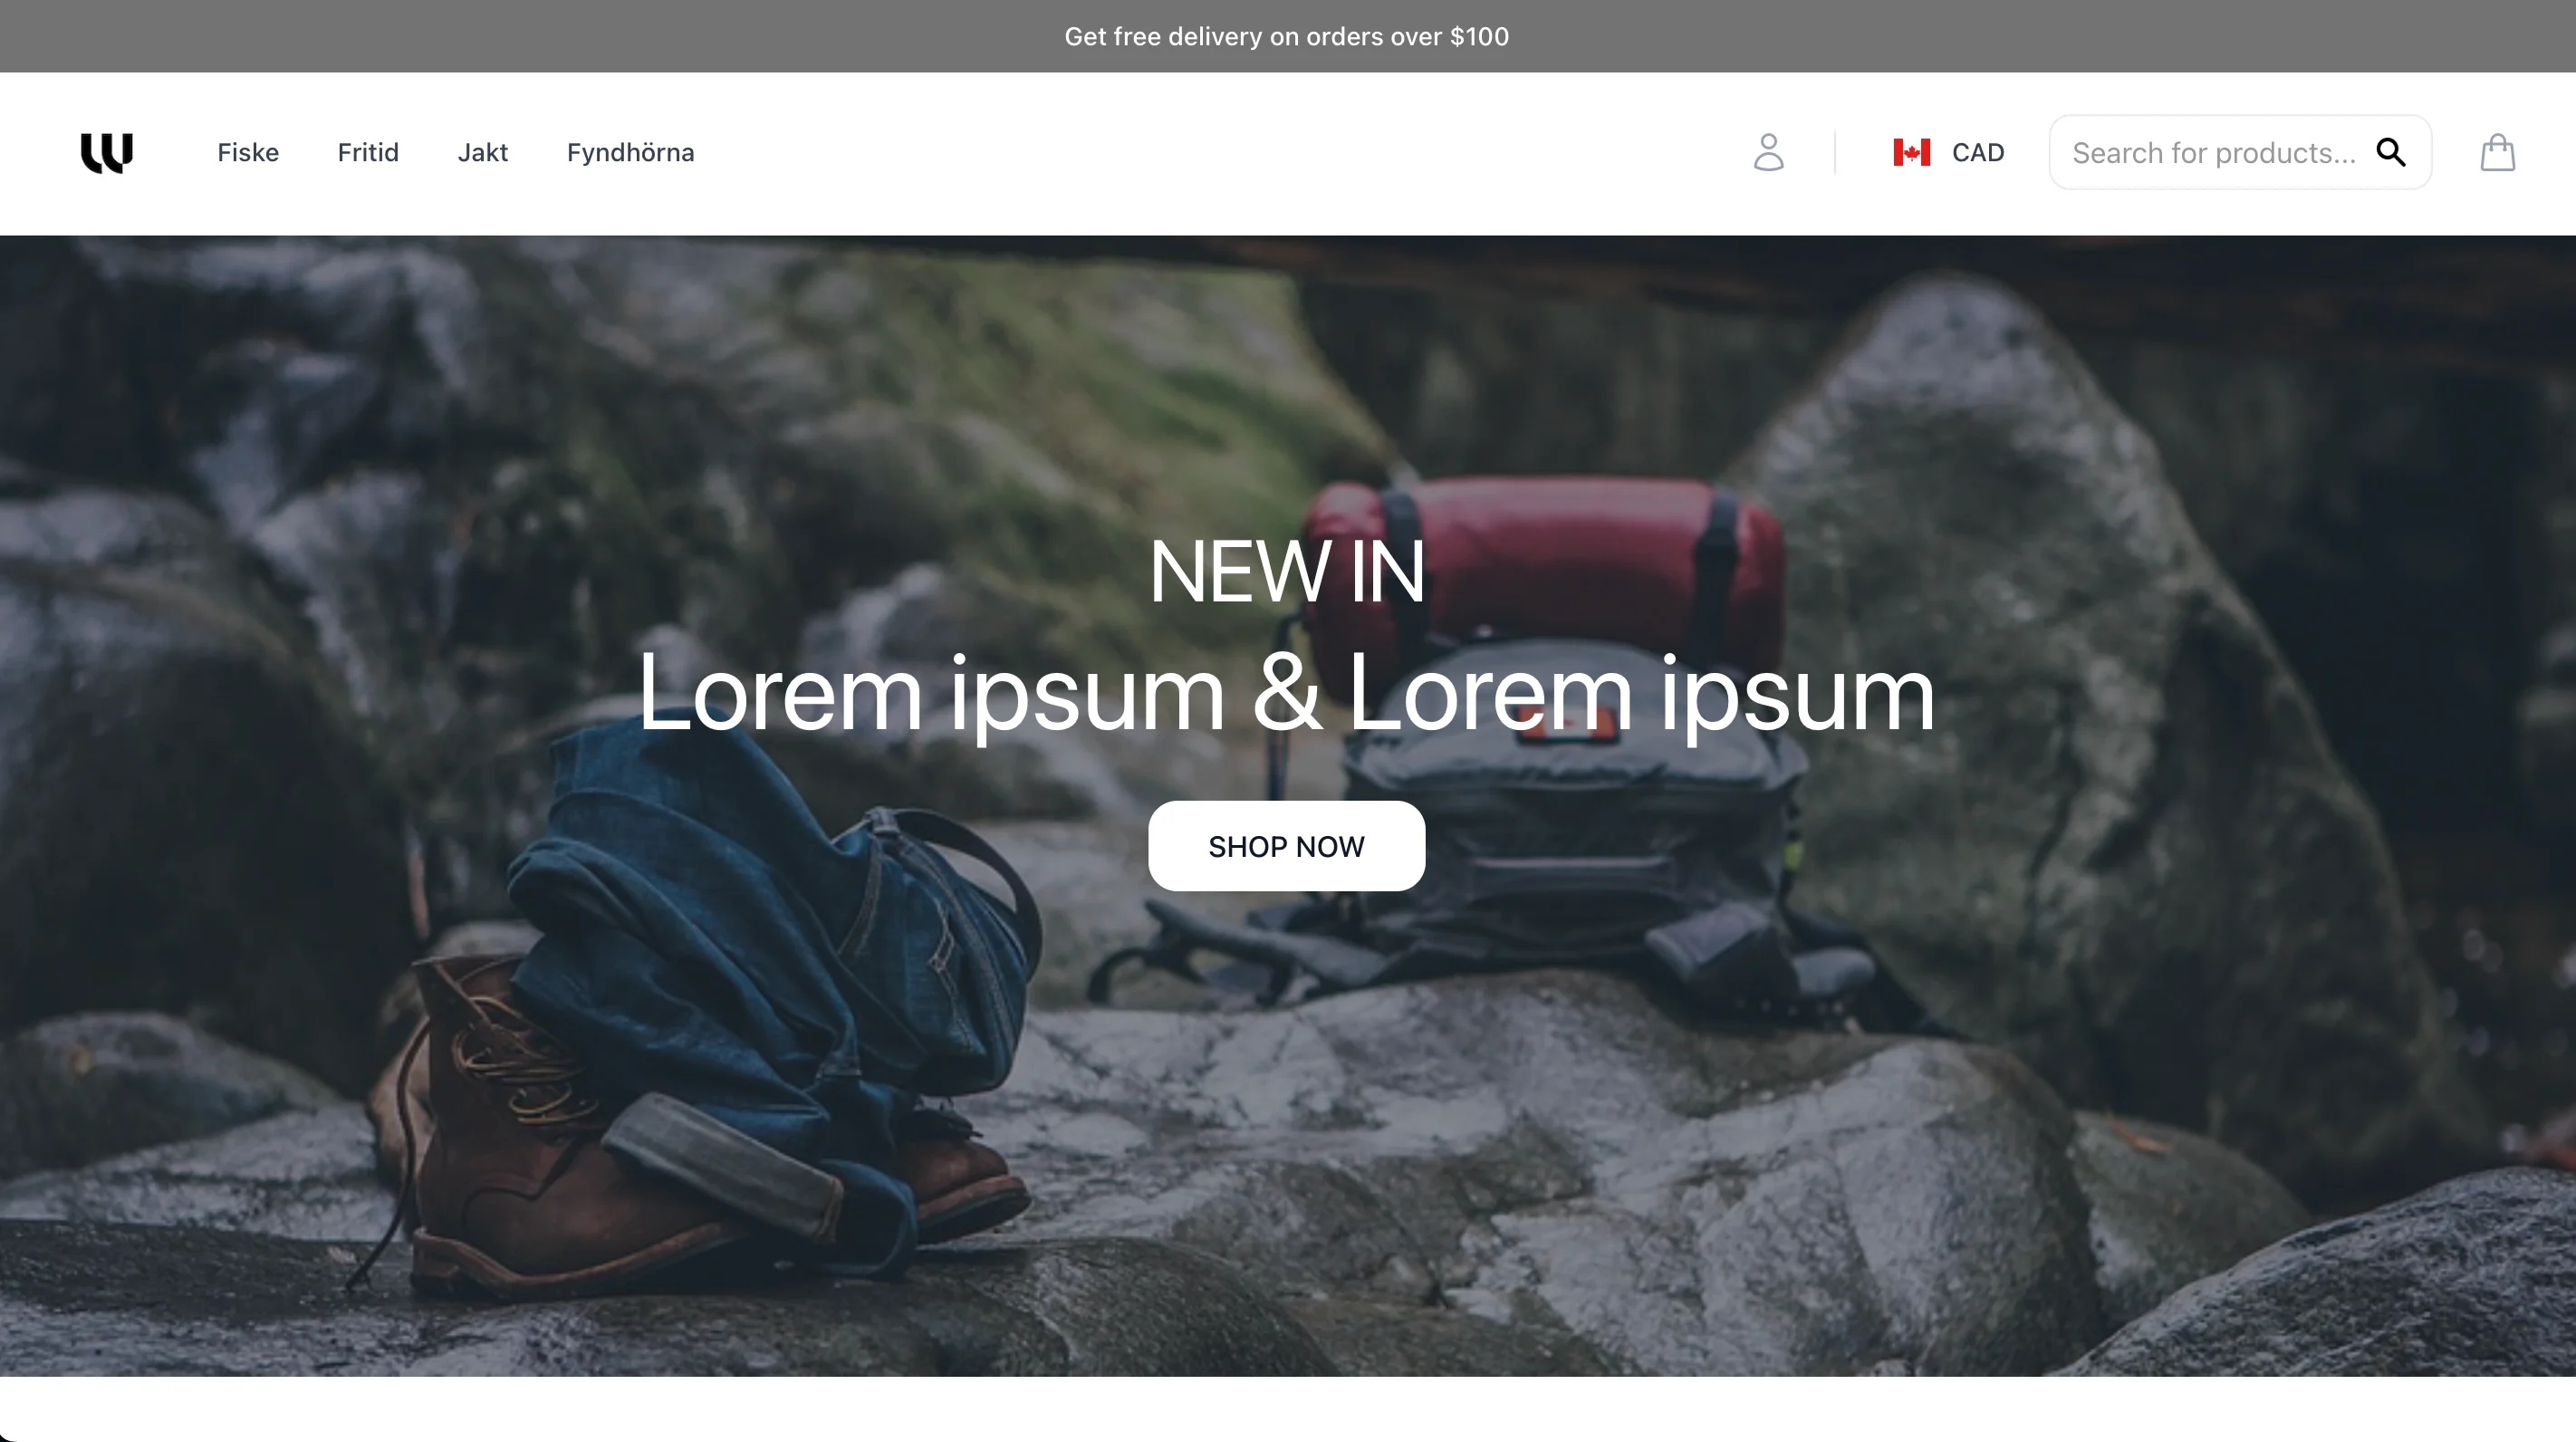 Get free delivery on orders over $100
Fiske Fritid Jakt Fyndhörna CAD Search for products...
NEW IN
Lorem ipsum & Lorem ipsum
SHOP NOW